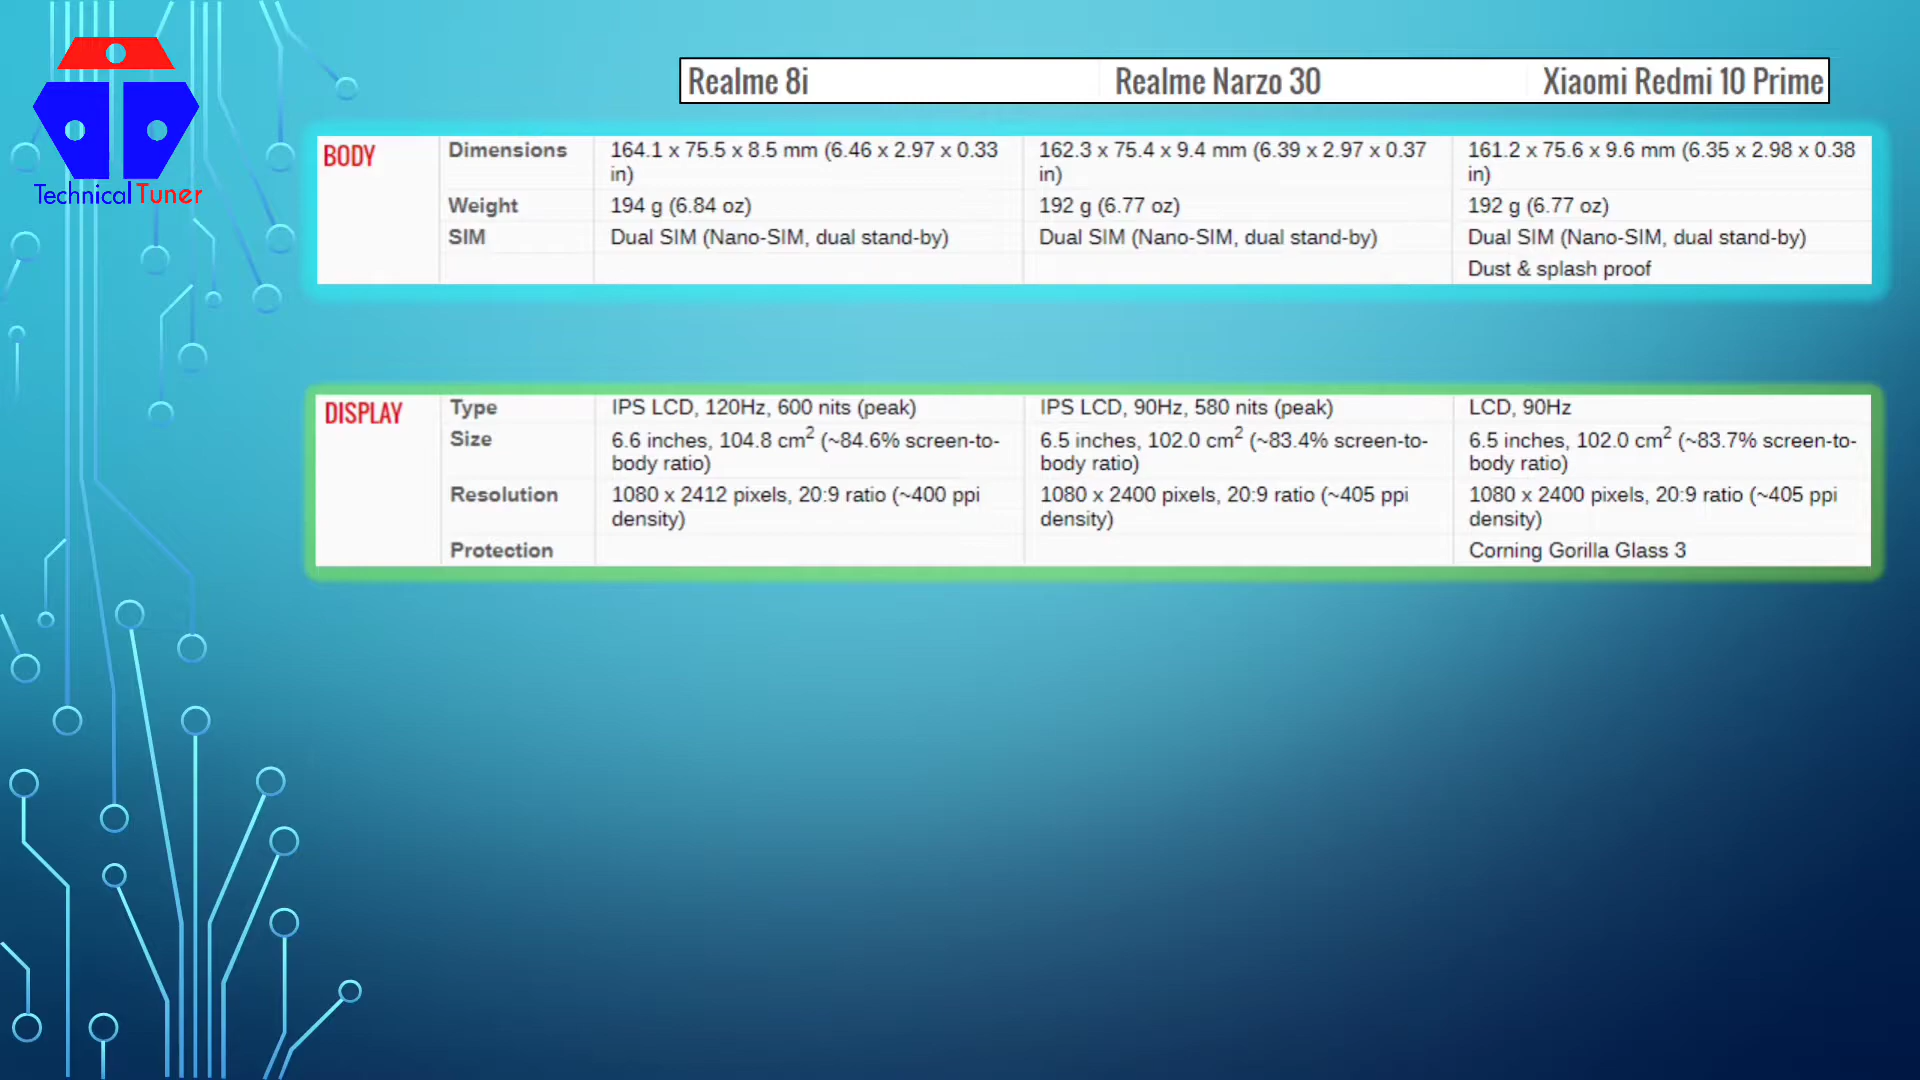 Technical Tuner
Realme 8i Realme Narzo 30 Xiaomi Redmi 10 Prime
BODY Dimensions 164.1 x 75.5 x 8.5 mm (6.46 x 2.97 x 0.33 162.3 x 75.4 x 9.4 mm (6.39 x 2.97 x 0.37 161.2 x 75.6 x 9.6 mm (6.35 x 2.98 x 0.38
in) in) in)
Weight 194 g (6.84 oz) 192 g (6.77 oz) 192 g (6.77 oz)
SIM Dual SIM (Nano-SIM, dual stand-by) Dual SIM (Nano-SIM, dual stand-by) Dual SIM (Nano-SIM, dual stand-by)
Dust & splash proof
DISPLAY Type IPS LCD, 120Hz, 600 nits (peak) IPS LCD, 90Hz, 580 nits (peak) LCD, 90Hz
Size 6.6 inches, 104.8 cm² (~84.6% screen-to- 6.5 inches, 102.0 cm² (~83.4% screen-to- 6.5 inches, 102.0 cm² (~83.7% screen-to-
body ratio) body ratio) body ratio)
Resolution 1080 x 2412 pixels, 20:9 ratio (~400 ppi 1080 x 2400 pixels, 20:9 ratio (~405 ppi 1080 x 2400 pixels, 20:9 ratio (~405 ppi
density) density) density)
Protection Corning Gorilla Glass 3